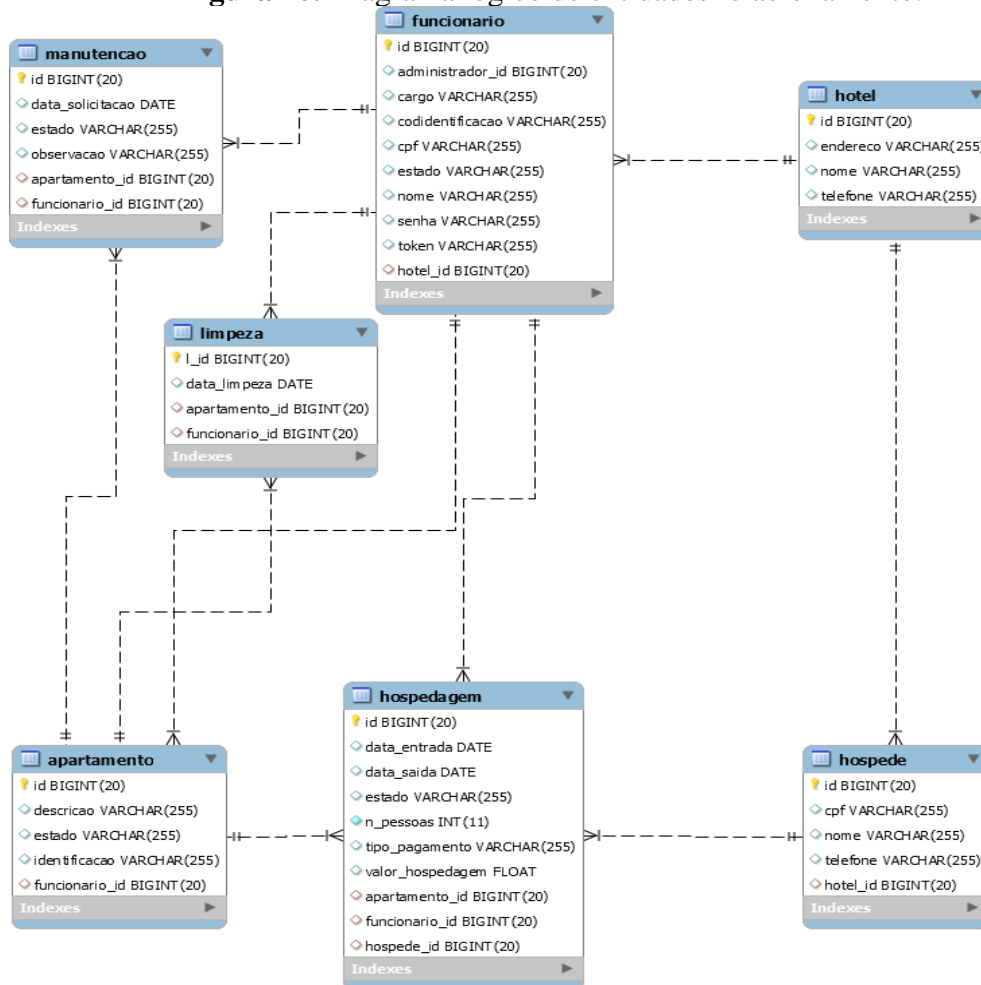 manutencao
id BIGINT(20)
data_solicitacao DATE
estado VARCHAR(255)
observacao VARCHAR(255)
apartamento_id BIGINT(20)
funcionario_id BIGINT(20)
Indexes
funcionario
id BIGINT(20)
administrador_id BIGINT(20)
cargo VARCHAR(255)
codidentificacao VARCHAR(255)
cpf VARCHAR(255)
estado VARCHAR(255)
nome VARCHAR(255)
senha VARCHAR(255)
token VARCHAR(255)
hotel_id BIGINT(20)
Indexes
hotel
id BIGINT(20)
endereco VARCHAR(255)
nome VARCHAR(255)
telefone VARCHAR(255)
Indexes
limpeza
l_id BIGINT(20)
data_limpeza DATE
apartamento_id BIGINT(20)
funcionario_id BIGINT(20)
Indexes
apartamento
id BIGINT(20)
descricao VARCHAR(255)
estado VARCHAR(255)
identificacao VARCHAR(255)
funcionario_id BIGINT(20)
Indexes
hospedagem
id BIGINT(20)
data_entrada DATE
data_saida DATE
estado VARCHAR(255)
n_pessoas INT(11)
tipo_pagamento VARCHAR(255)
valor_hospedagem FLOAT
apartamento_id BIGINT(20)
funcionario_id BIGINT(20)
hospede_id BIGINT(20)
Indexes
hospede
id BIGINT(20)
cpf VARCHAR(255)
nome VARCHAR(255)
telefone VARCHAR(255)
hotel_id BIGINT(20)
Indexes